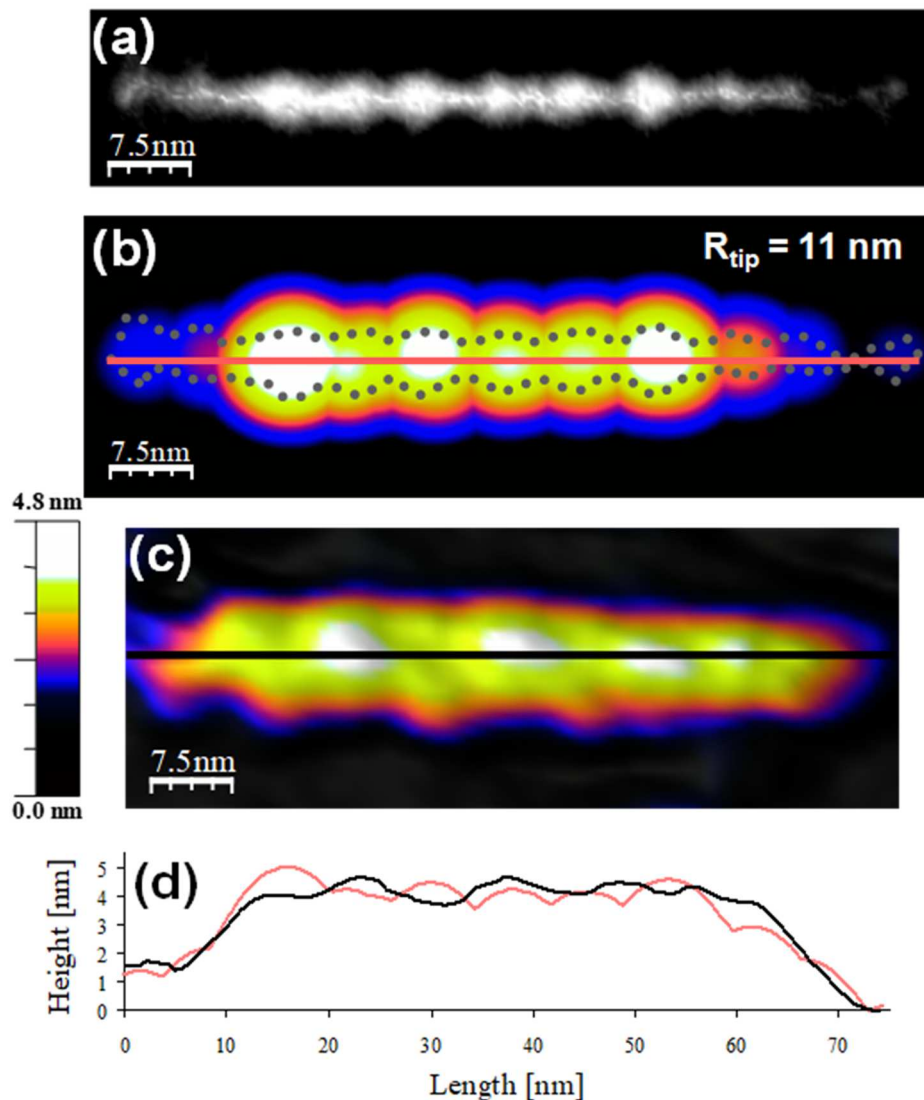 (a)
7.5nm
(b)
R_tip = 11 nm
7.5nm
4.8 nm
0.0 nm
(c)
7.5nm
(d)
Height [nm]
5
4
3
2
1
0
0 10 20 30 40 50 60 70
Length [nm]